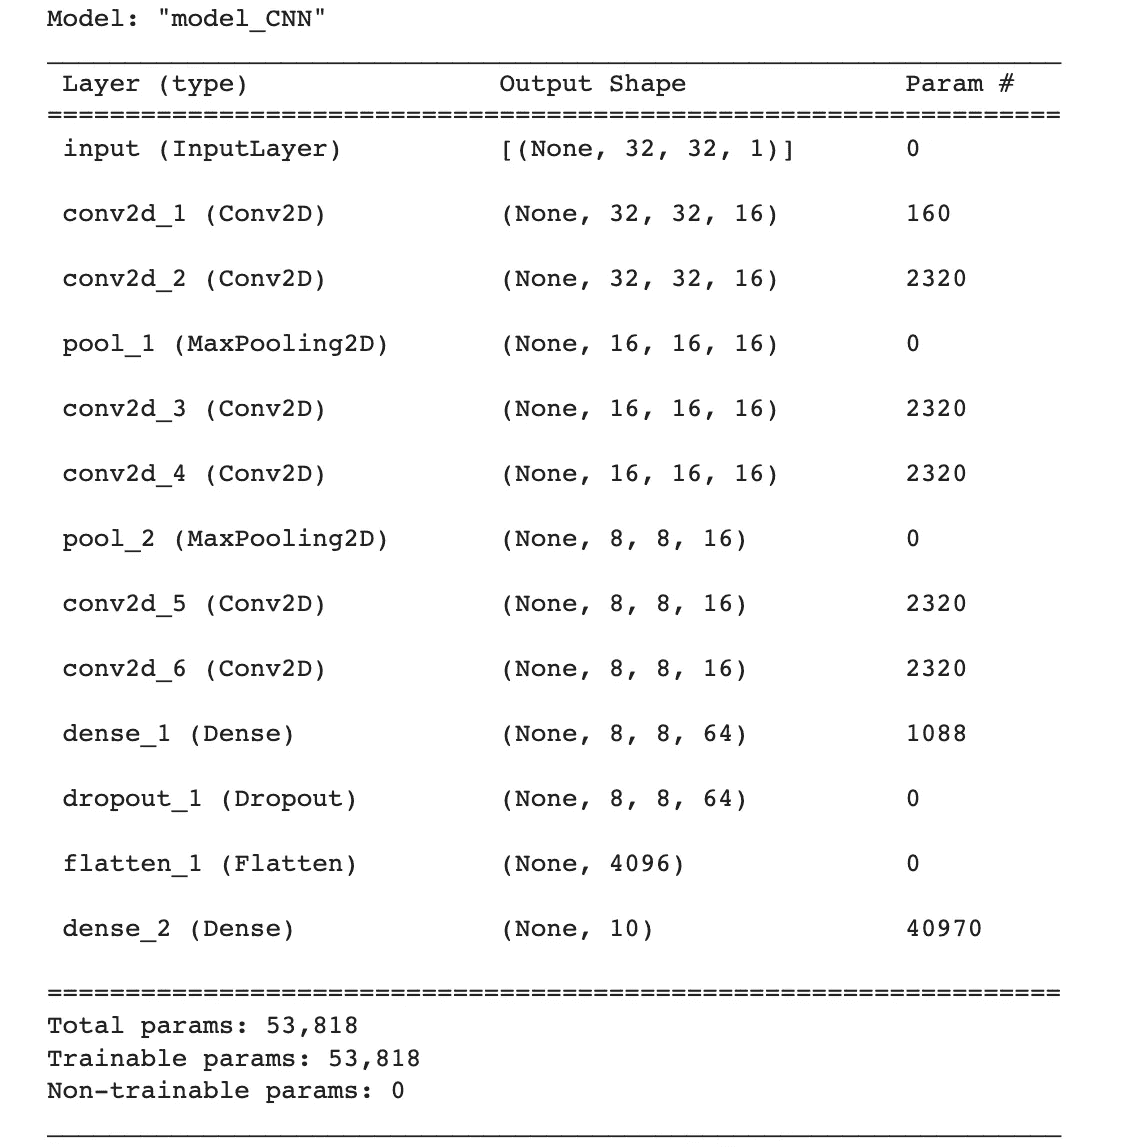 Model: "model_CNN"
Layer (type) Output Shape Param #
input (InputLayer) [(None, 32, 32, 1)] 0
conv2d_1 (Conv2D) (None, 32, 32, 16) 160
conv2d_2 (Conv2D) (None, 32, 32, 16) 2320
pool_1 (MaxPooling2D) (None, 16, 16, 16) 0
conv2d_3 (Conv2D) (None, 16, 16, 16) 2320
conv2d_4 (Conv2D) (None, 16, 16, 16) 2320
pool_2 (MaxPooling2D) (None, 8, 8, 16) 0
conv2d_5 (Conv2D) (None, 8, 8, 16) 2320
conv2d_6 (Conv2D) (None, 8, 8, 16) 2320
dense_1 (Dense) (None, 8, 8, 64) 1088
dropout_1 (Dropout) (None, 8, 8, 64) 0
flatten_1 (Flatten) (None, 4096) 0
dense_2 (Dense) (None, 10) 40970
Total params: 53,818
Trainable params: 53,818
Non-trainable params: 0